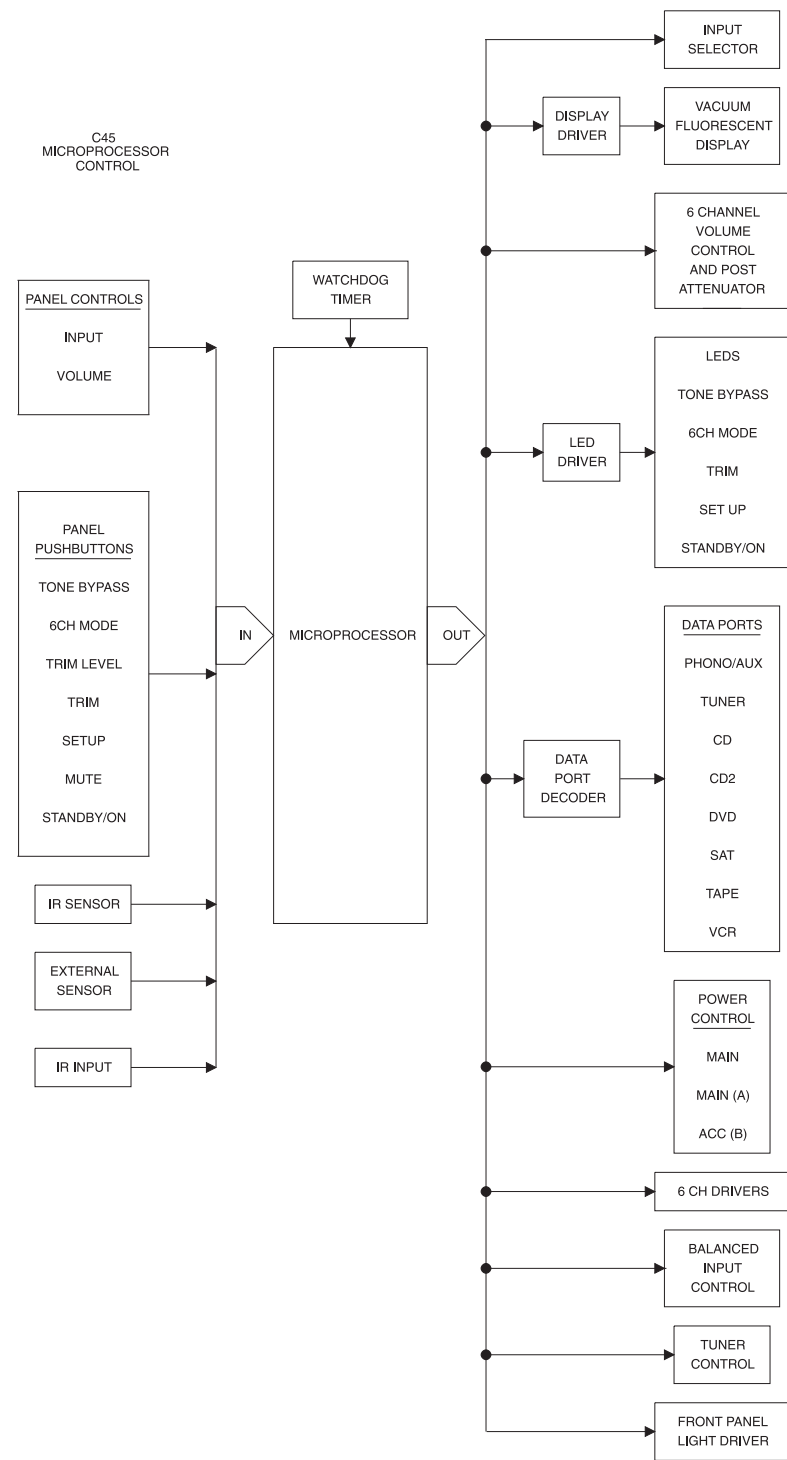 C45
MICROPROCESSOR
CONTROL
PANEL CONTROLS
INPUT
VOLUME
PANEL
PUSHBUTTONS
TONE BYPASS
6CH MODE
TRIM LEVEL
TRIM
SETUP
MUTE
STANDBY/ON
IR SENSOR
EXTERNAL
SENSOR
IR INPUT
IN
WATCHDOG
TIMER
MICROPROCESSOR
OUT
INPUT
SELECTOR
DISPLAY
DRIVER
VACUUM
FLUORESCENT
DISPLAY
6 CHANNEL
VOLUME
CONTROL
AND POST
ATTENUATOR
LED
DRIVER
LEDS
TONE BYPASS
6CH MODE
TRIM
SET UP
STANDBY/ON
DATA
PORT
DECODER
DATA PORTS
PHONO/AUX
TUNER
CD
CD2
DVD
SAT
TAPE
VCR
POWER
CONTROL
MAIN
MAIN (A)
ACC (B)
6 CH DRIVERS
BALANCED
INPUT
CONTROL
TUNER
CONTROL
FRONT PANEL
LIGHT DRIVER